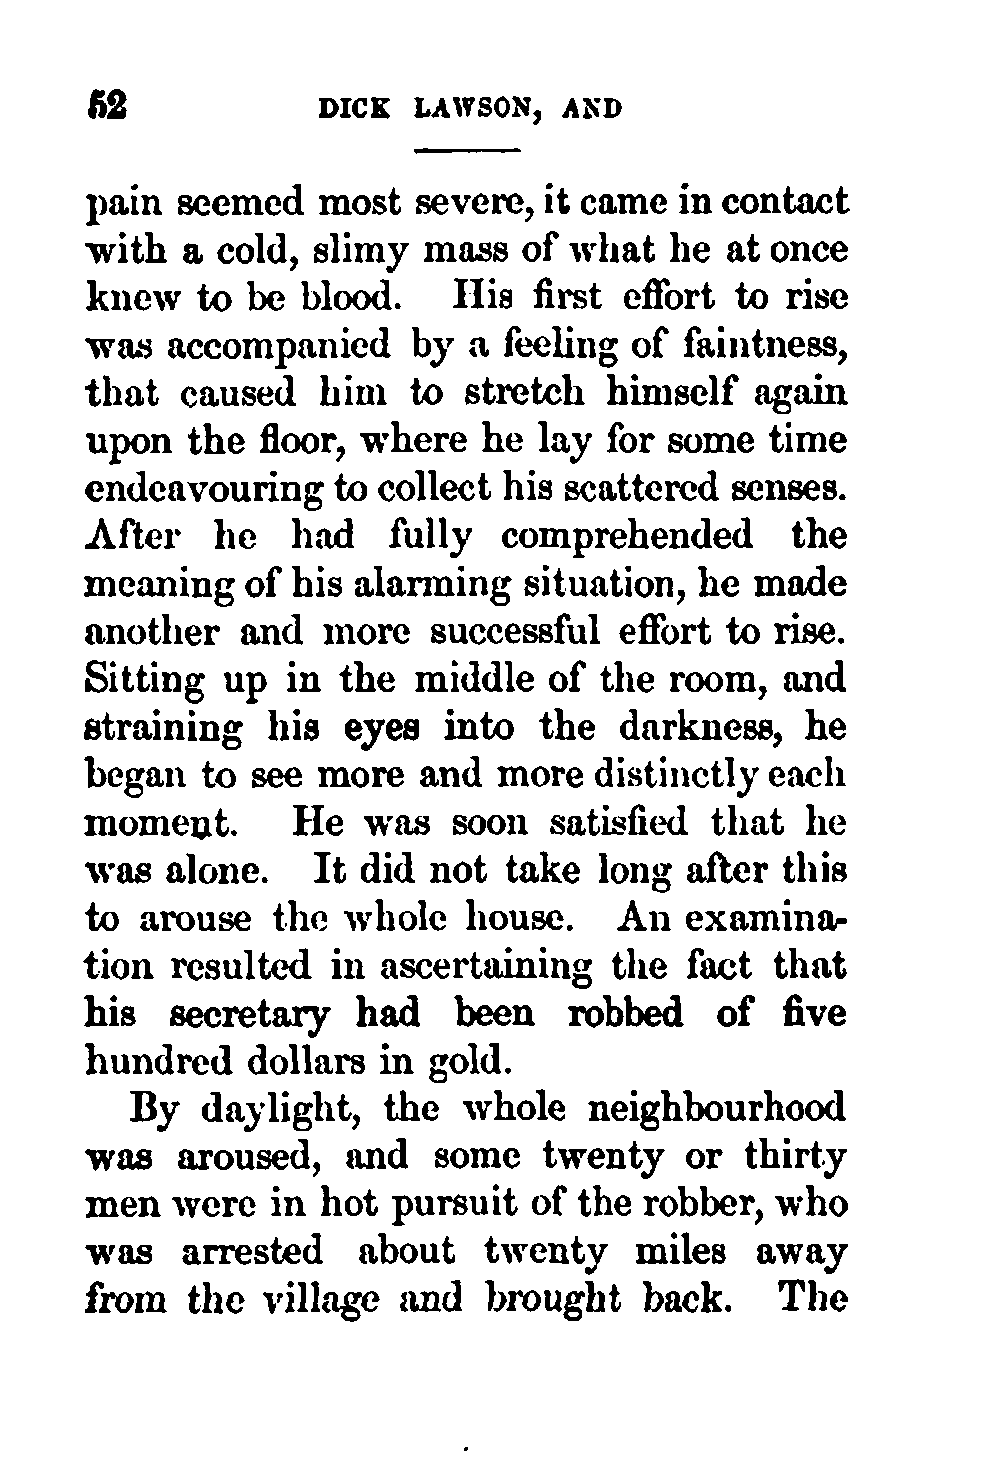 52 DICK LAWSON, AND
pain seemed most severe, it came in contact
with a cold, slimy mass of what he at once
knew to be blood. His first effort to rise
was accompanied by a feeling of faintness,
that caused him to stretch himself again
upon the floor, where he lay for some time
endeavouring to collect his scattered senses.
After he had fully comprehended the
meaning of his alarming situation, he made
another and more successful effort to rise.
Sitting up in the middle of the room, and
straining his eyes into the darkness, he
began to see more and more distinctly each
moment. He was soon satisfied that he
was alone. It did not take long after this
to arouse the whole house. An examina-
tion resulted in ascertaining the fact that
his secretary had been robbed of five
hundred dollars in gold.
By daylight, the whole neighbourhood
was aroused, and some twenty or thirty
men were in hot pursuit of the robber, who
was arrested about twenty miles away
from the village and brought back. The